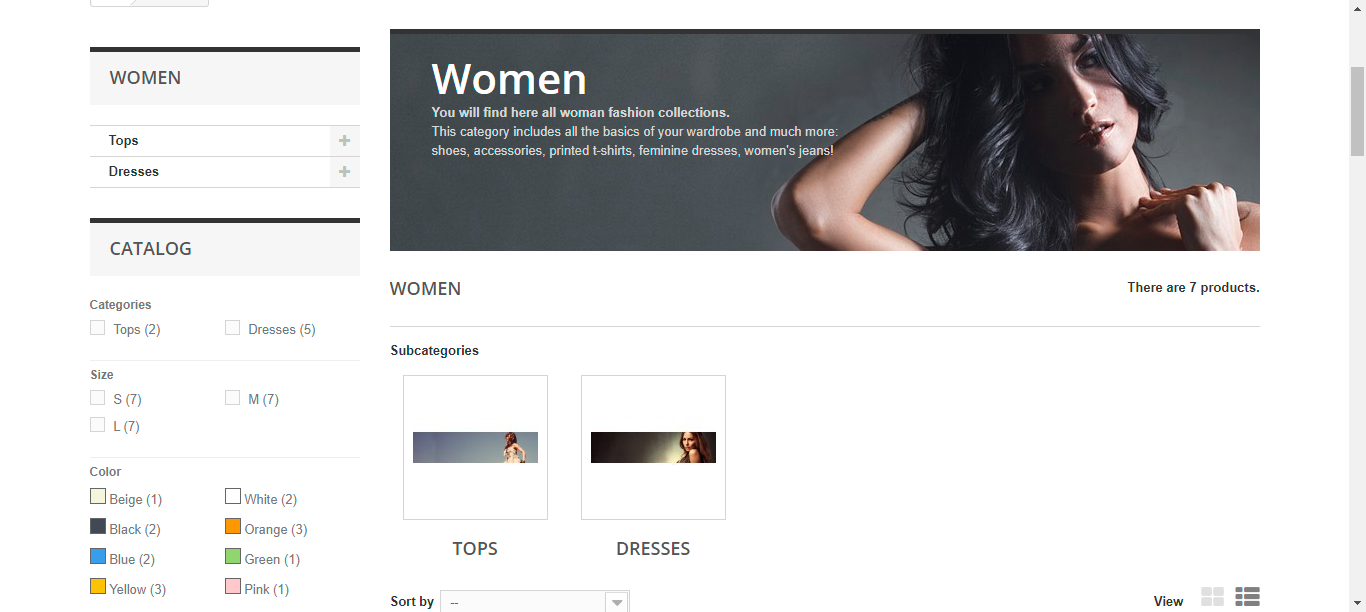 WOMEN
Tops
Dresses
CATALOG
Categories
Tops (2)
Dresses (5)
Size
S (7)
M (7)
L (7)
Color
Beige (1)
White (2)
Black (2)
Orange (3)
Blue (2)
Green (1)
Yellow (3)
Pink (1)
Women
You will find here all woman fashion collections.
This category includes all the basics of your wardrobe and much more:
shoes, accessories, printed t-shirts, feminine dresses, women's jeans!
WOMEN
There are 7 products.
Subcategories
TOPS
DRESSES
Sort by
--
View